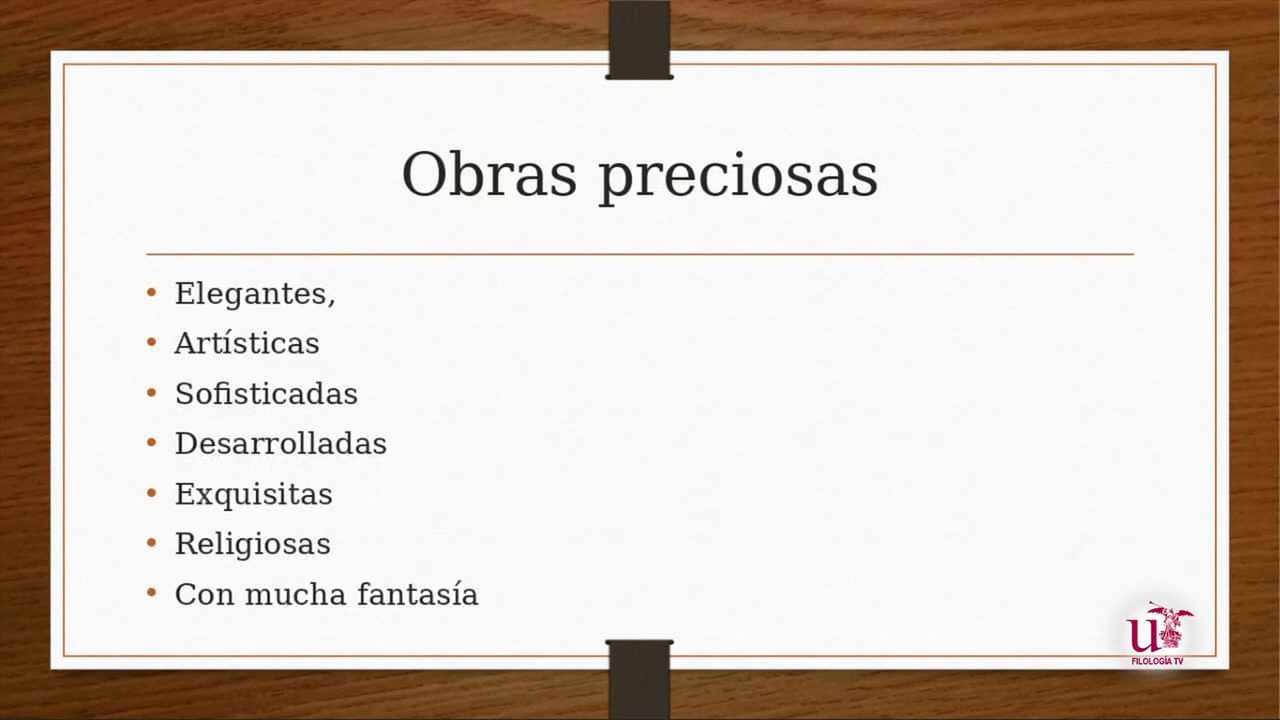 Obras preciosas
• Elegantes,
• Artísticas
• Sofisticadas
• Desarrolladas
• Exquisitas
• Religiosas
• Con mucha fantasía
u
FILOLOGÍA TV